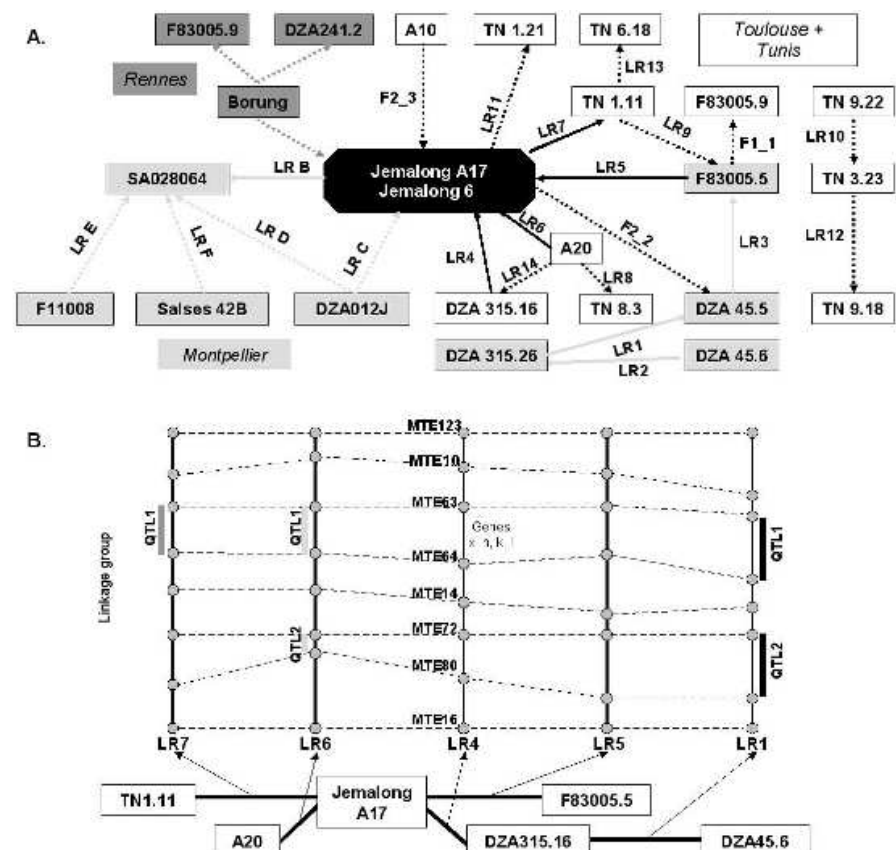 A.
F83005.9
DZA241.2
A10
TN 1.21
TN 6.18
Toulouse +
Tunis
Rennes
Borung
F2_3
LR11
LR13
TN 1.11
F83005.9
TN 9.22
LR7
LR9
F1_1
LR10
SA028064
LR B
Jemalong A17
Jemalong 6
LR5
F83005.5
TN 3.23
LR E
LR F
LR D
LR C
LR4
LR6
A20
F2_2
LR3
LR12
LR14
LR8
F11008
Salses 42B
DZA012J
DZA 315.16
TN 8.3
DZA 45.5
TN 9.18
Montpellier
DZA 315.26
LR1
LR2
DZA 45.6
B.
Linkage group
MTE123
MTE10
MTE63
QTL1
QTL1
Genes
QTL1
MTE64
MTE14
MTE72
QTL2
QTL2
MTE80
MTE16
LR7
LR6
LR4
LR5
LR1
TN1.11
Jemalong
A17
F83005.5
A20
DZA315.16
DZA45.6